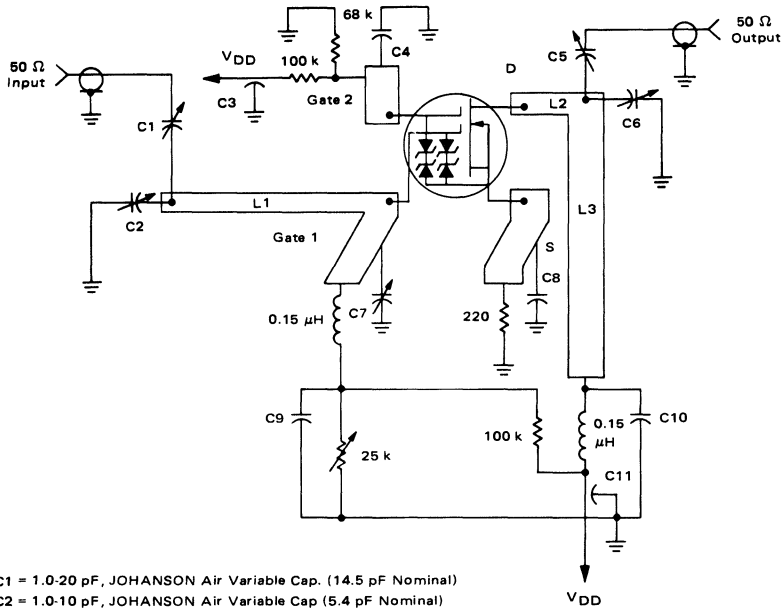 68 k
50 Ω
Output
VDD
100 k
C4
C5
D
50 Ω
Input
C3
Gate 2
L2
C6
C1
L1
C2
L3
Gate 1
S
C8
C7
0.15 μH
220
C9
C10
0.15
μH
100 k
25 k
C11
VDD
C1 = 1.0-20 pF, JOHANSON Air Variable Cap. (14.5 pF Nominal)
C2 = 1.0-10 pF, JOHANSON Air Variable Cap (5.4 pF Nominal)